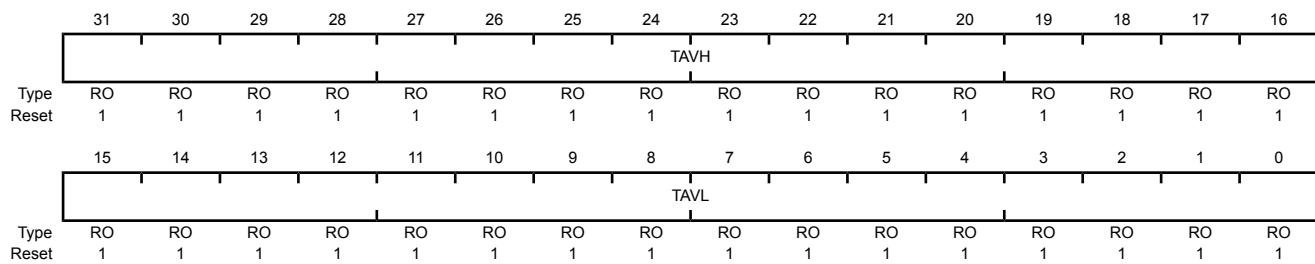 31 30 29 28 27 26 25 24 23 22 21 20 19 18 17 16
TAVH
Type RO RO RO RO RO RO RO RO RO RO RO RO RO RO RO RO
Reset 1 1 1 1 1 1 1 1 1 1 1 1 1 1 1 1
15 14 13 12 11 10 9 8 7 6 5 4 3 2 1 0
TAVL
Type RO RO RO RO RO RO RO RO RO RO RO RO RO RO RO RO
Reset 1 1 1 1 1 1 1 1 1 1 1 1 1 1 1 1